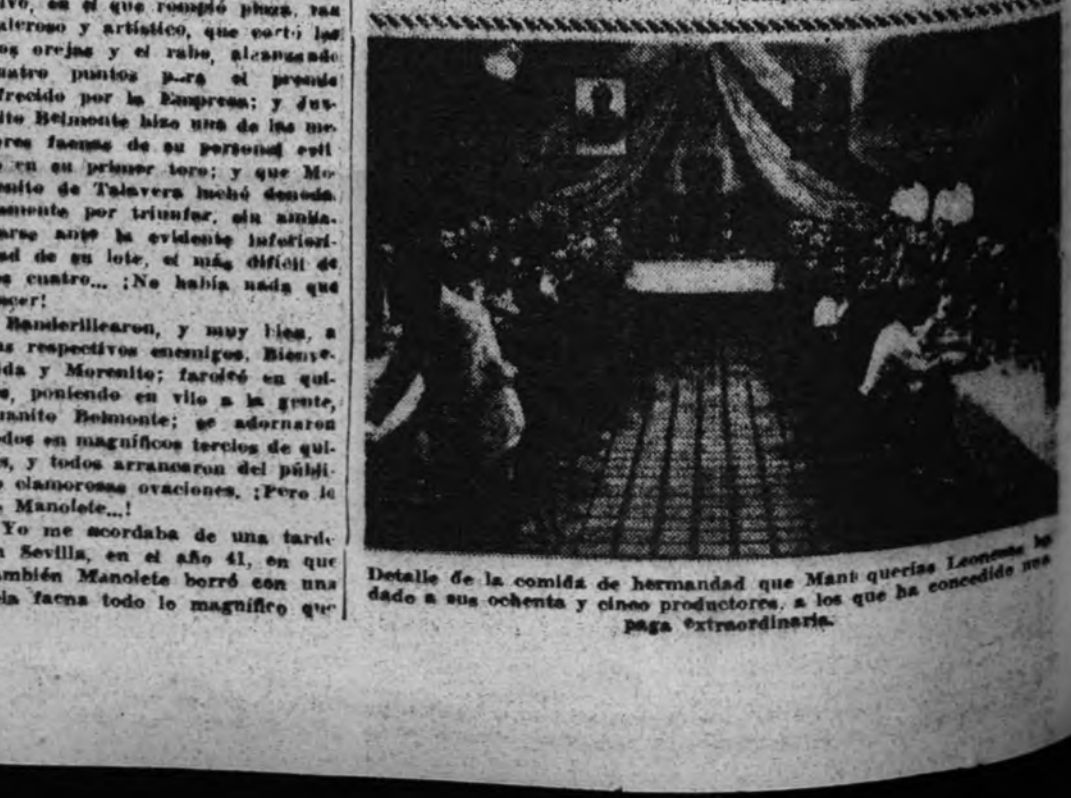 ivo, en el que rompió plaza, tan
aleroso y artístico, que cortó las
os orejas y el rabo, alcanzando
uatro puntos para el premio
frecido por la Empresa; y Jua-
ito Belmonte hizo una de las me-
ores faenas de su personal esti
o en su primer toro; y que Mo-
enito de Talavera luchó denoda
amente por triunfar, sin amila-
arse ante la evidente inferiori-
ad de su lote, el más difícil de
os cuatro... ¡No había nada que
acer!
Banderillearon, y muy bien, a
us respectivos enemigos, Bienve-
ida y Morenito; faroleó en qui-
es, poniendo en vilo a la gente,
uanito Belmonte; se adornaron
odos en magníficos tercios de qui-
es, y todos arrancaron del públi-
o clamorosas ovaciones. ¡Pero lo
Manolete...!
Yo me acordaba de una tarde
n Sevilla, en el año 41, en que
ambién Manolete borró con una
ola faena todo lo magnífico que
Detalle de la comida de hermandad que Mant querías Leonesas ha
dado a sus ochenta y cinco productores, a los que ha concedido una
paga extraordinaria.